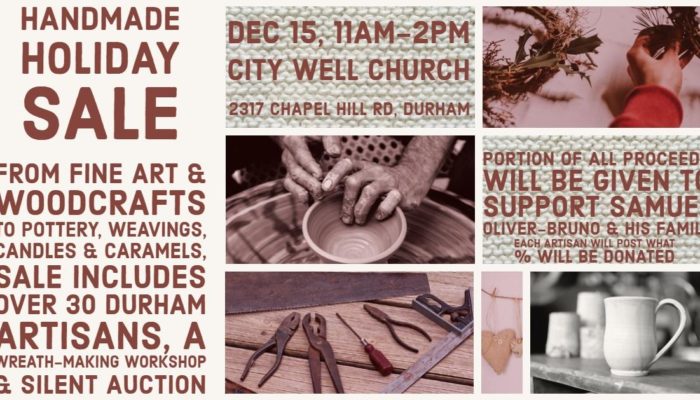 HANDMADE
HOLIDAY
SALE
FROM FINE ART &
WOODCRAFTS
TO POTTERY, WEAVINGS,
CANDLES & CARAMELS,
SALE INCLUDES
OVER 30 DURHAM
ARTISANS, A
WREATH-MAKING WORKSHOP
& SILENT AUCTION
DEC 15, 11AM-2PM
CITY WELL CHURCH
2317 CHAPEL HILL RD, DURHAM
PORTION OF ALL PROCEED
WILL BE GIVEN TO
SUPPORT SAMUE
OLIVER-BRUNO & HIS FAMIL
EACH ARTISAN WILL POST WHAT
% WILL BE DONATED